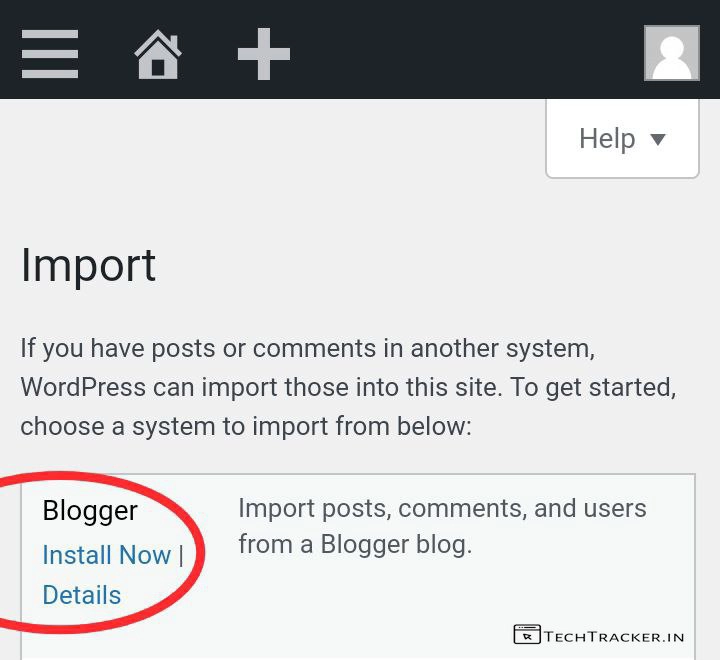 Help ▼
Import
If you have posts or comments in another system,
WordPress can import those into this site. To get started,
choose a system to import from below:
Blogger
Install Now |
Details
Import posts, comments, and users
from a Blogger blog.
TECHTRACKER.IN